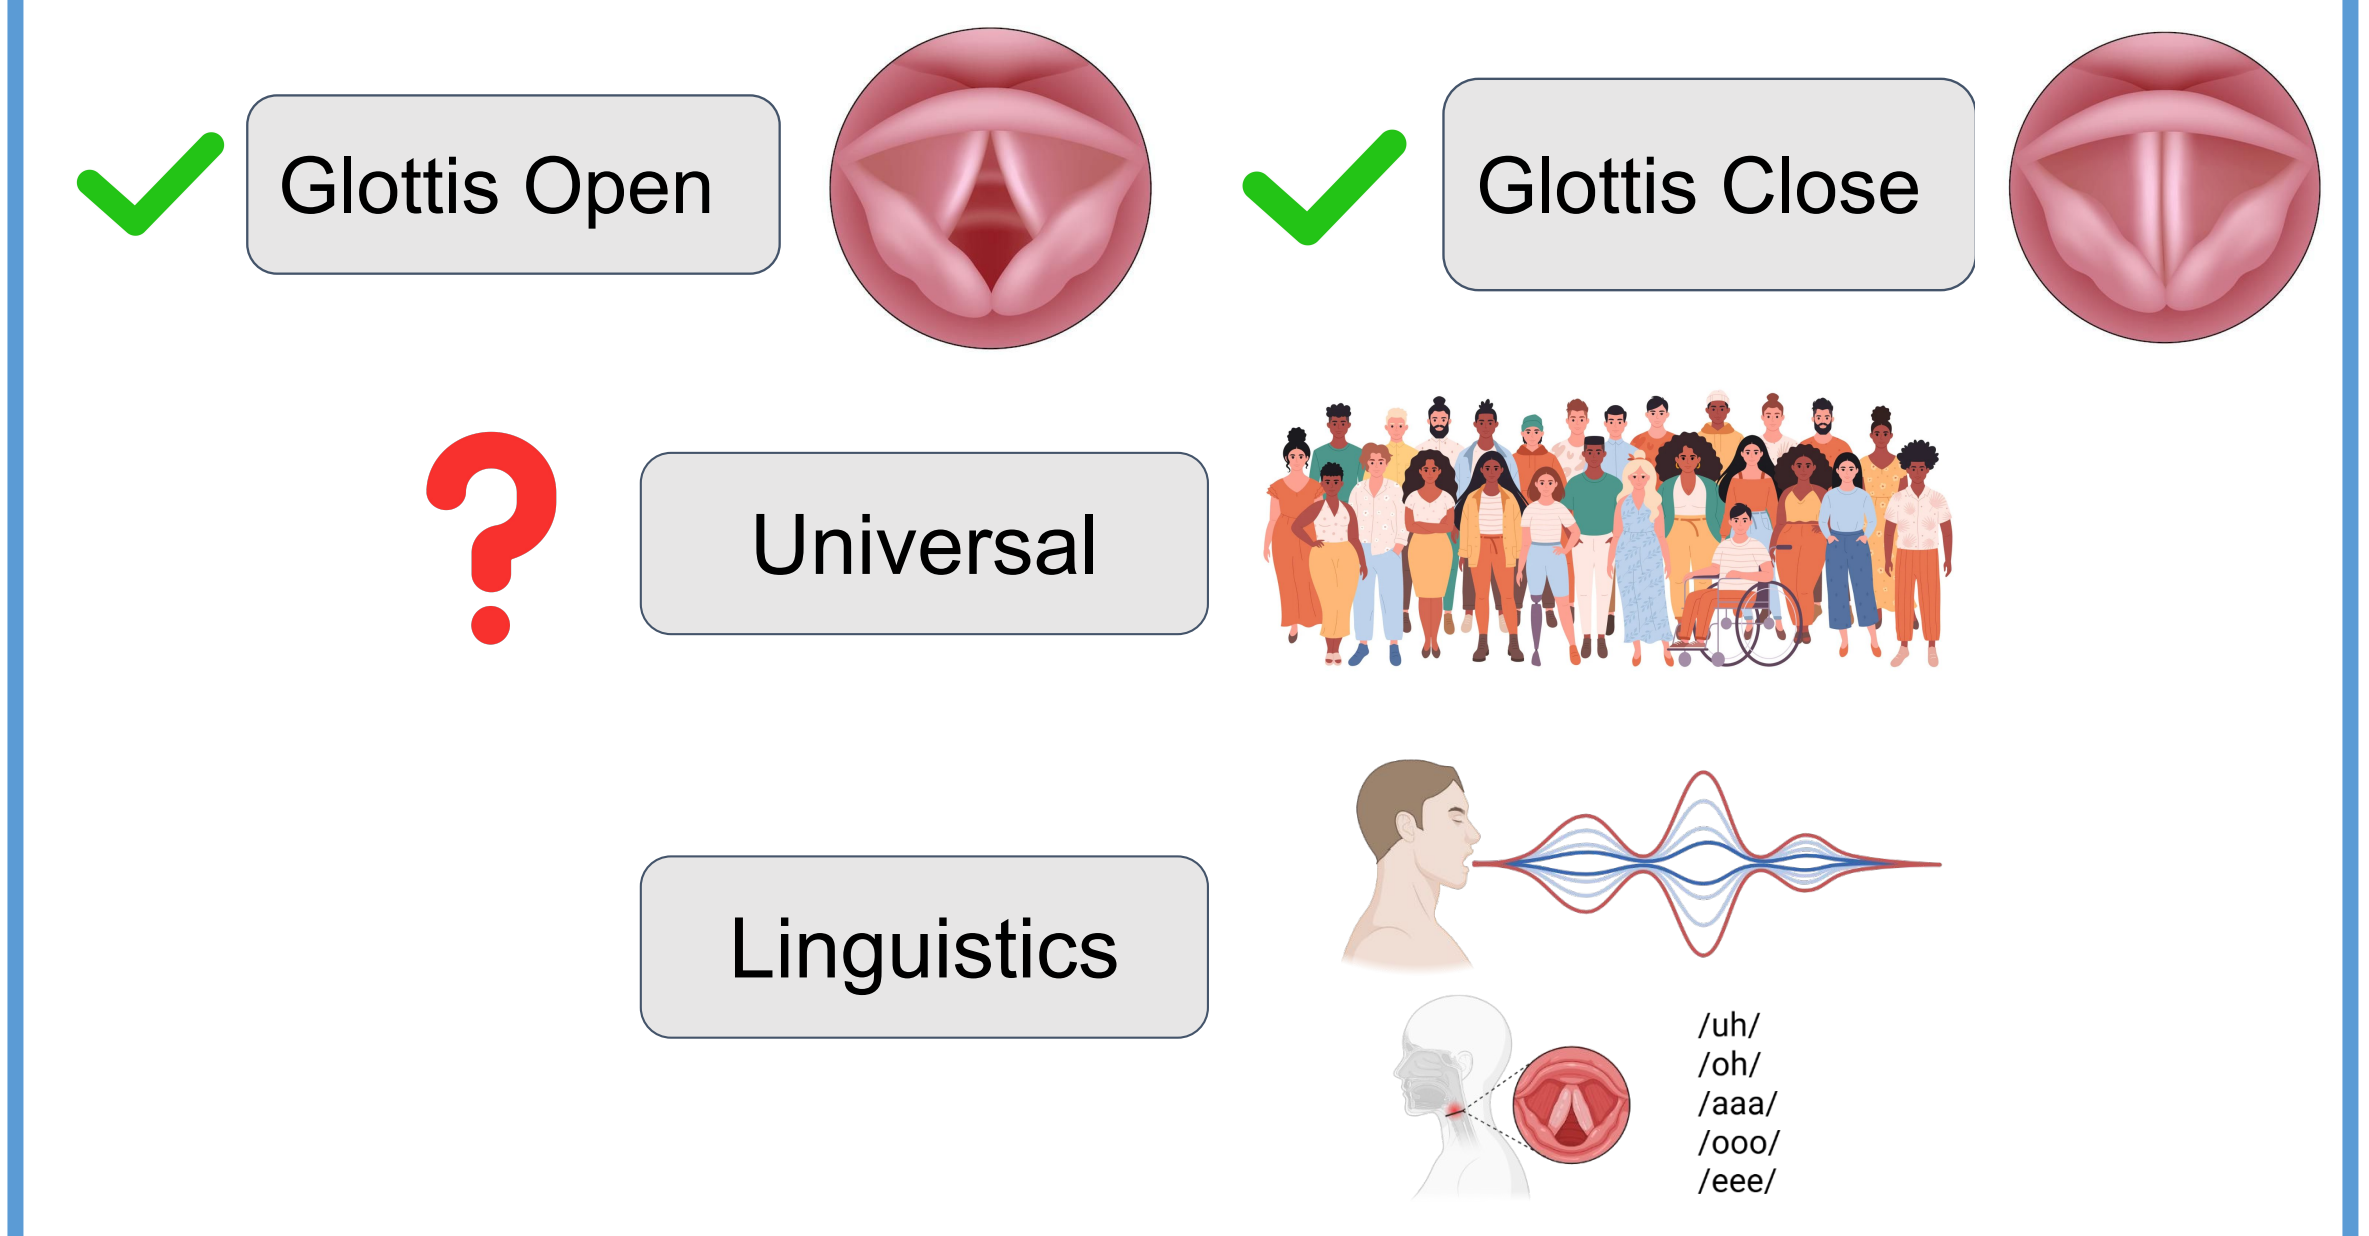 Glottis Open
Glottis Close
Universal
Linguistics
/uh/
/oh/
/aaa/
/ooo/
/eee/